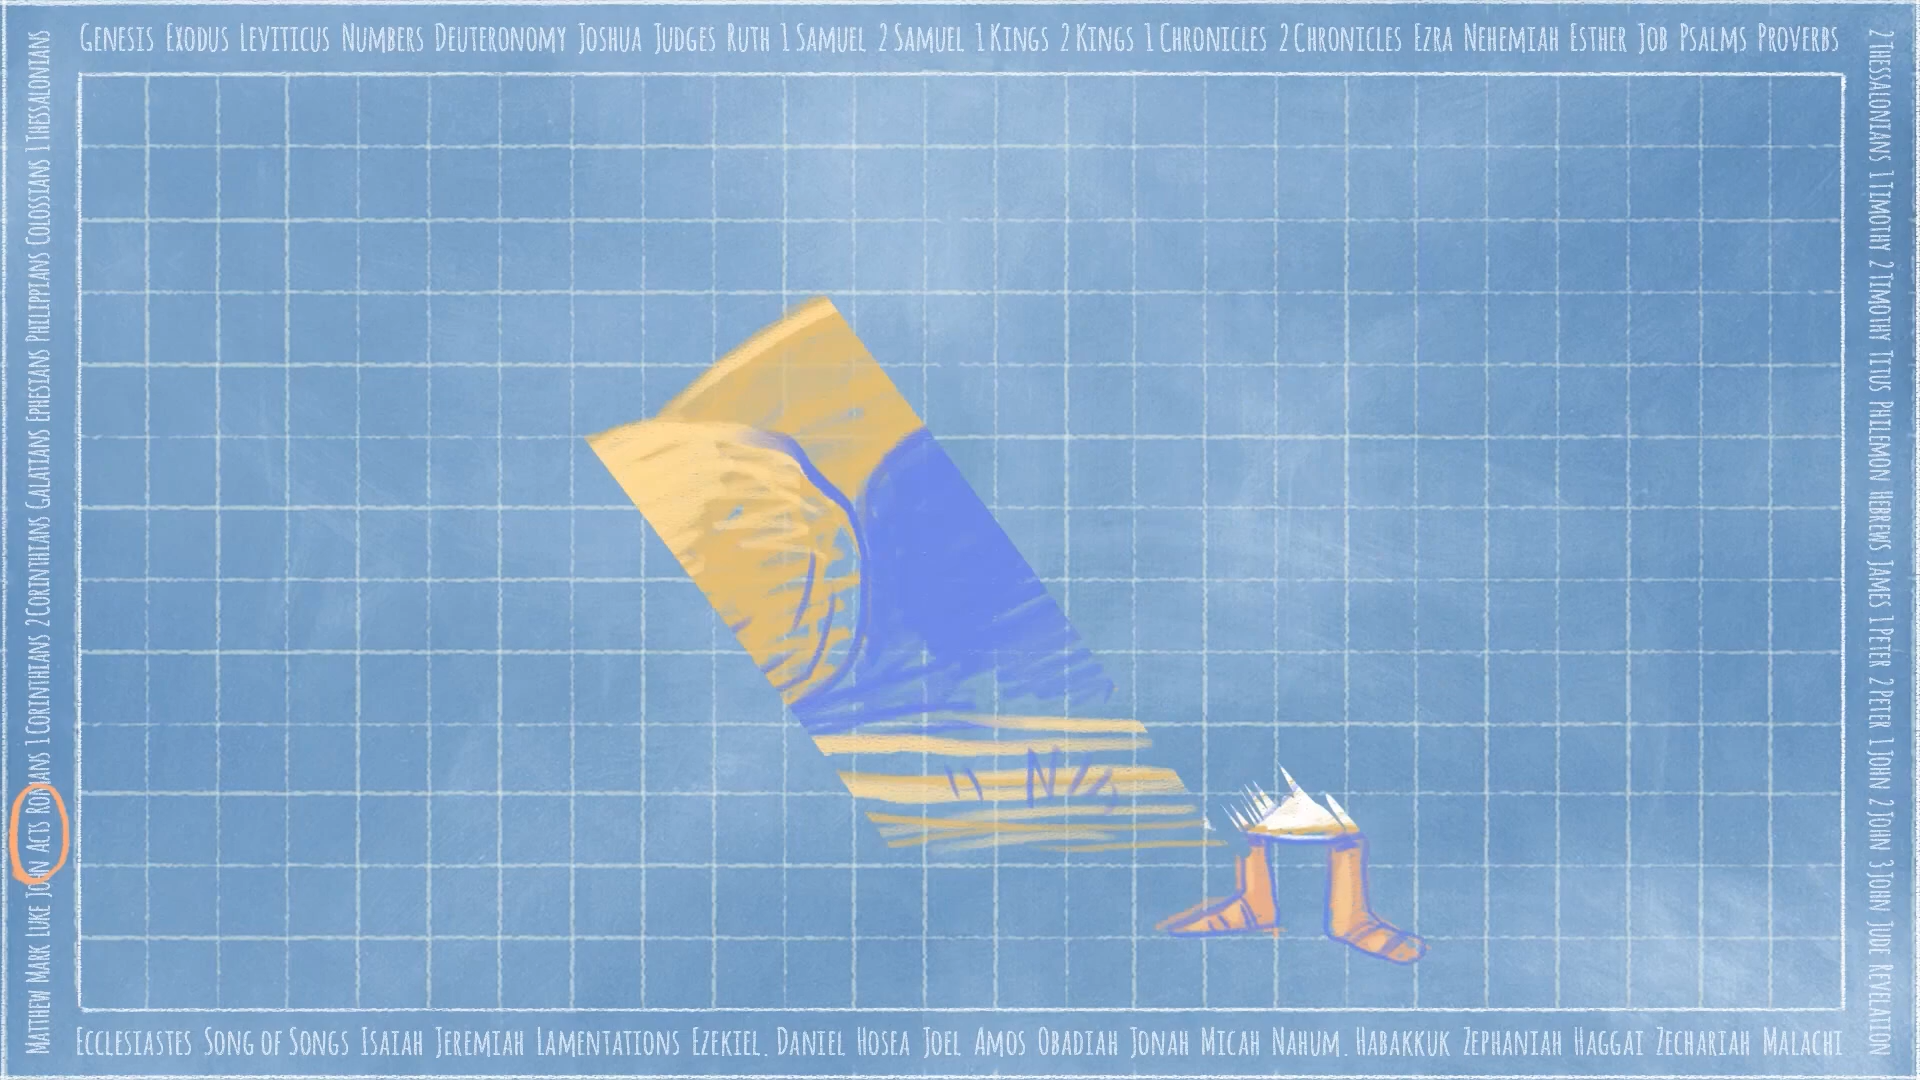 Genesis Exodus Leviticus Numbers Deuteronomy Joshua Judges Ruth 1 Samuel 2 Samuel 1 Kings 2 Kings 1 Chronicles 2 Chronicles Ezra Nehemiah Esther Job Psalms Proverbs
Ecclesiastes Song of Songs Isaiah Jeremiah Lamentations Ezekiel. Daniel Hosea Joel Amos Obadiah Jonah Micah Nahum. Habakkuk Zephaniah Haggai Zechariah Malachi
Matthew Mark Luke John Acts Romans 1 Corinthians 2 Corinthians Galatians Ephesians Philippians Colossians 1 Thessalonians
2 Thessalonians 1 Timothy 2 Timothy Titus Philemon Hebrews James 1 Peter 2 Peter 1 John 2 John 3 John Jude Revelation